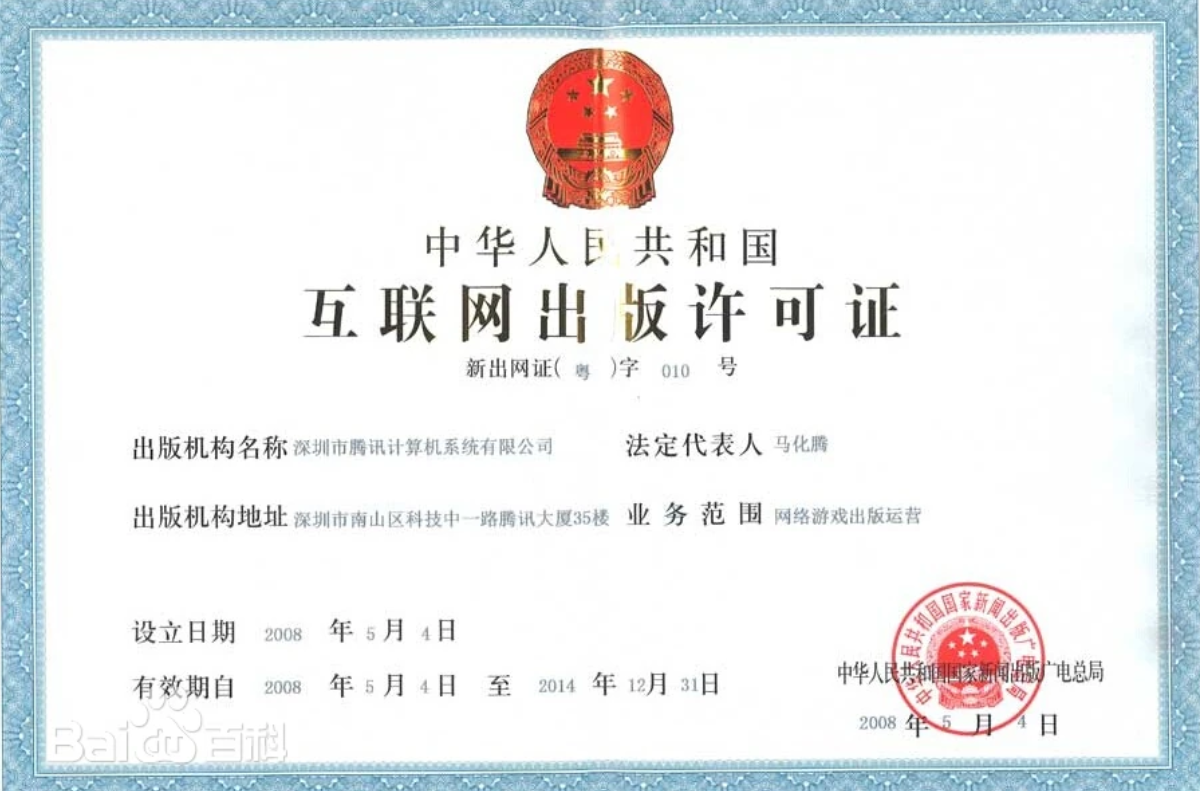 中华人民共和国
互联网出版许可证
新出网证( 粤 )字 010 号
出版机构名称 深圳市腾讯计算机系统有限公司 法定代表人 马化腾
出版机构地址 深圳市南山区科技中一路腾讯大厦35楼 业务范围 网络游戏出版运营
设立日期 2008 年 5 月 4 日
有效期自 2008 年 5 月 4 日 至 2014 年 12 月 31 日
中华人民共和国国家新闻出版广电总局
中华人民共和国国家新闻出版广电总局
2008 年 5 月 4 日
Baidu百科